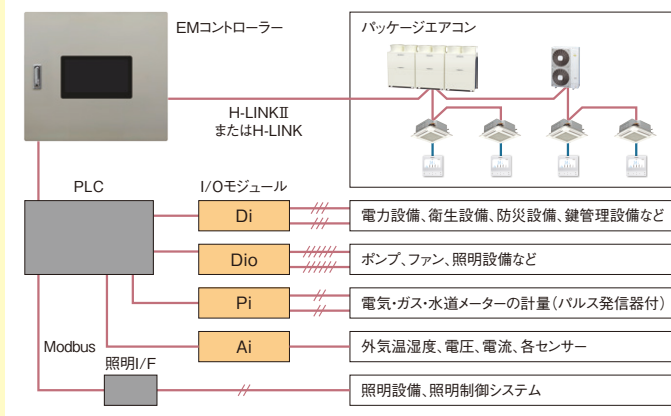 EMコントローラー
パッケージエアコン
H-LINKⅡ
またはH-LINK
PLC
I/Oモジュール
Di
電力設備、衛生設備、防災設備、鍵管理設備など
Dio
ポンプ、ファン、照明設備など
Pi
電気・ガス・水道メーターの計量（パルス発信器付）
Ai
外気温湿度、電圧、電流、各センサー
Modbus
照明I/F
照明設備、照明制御システム